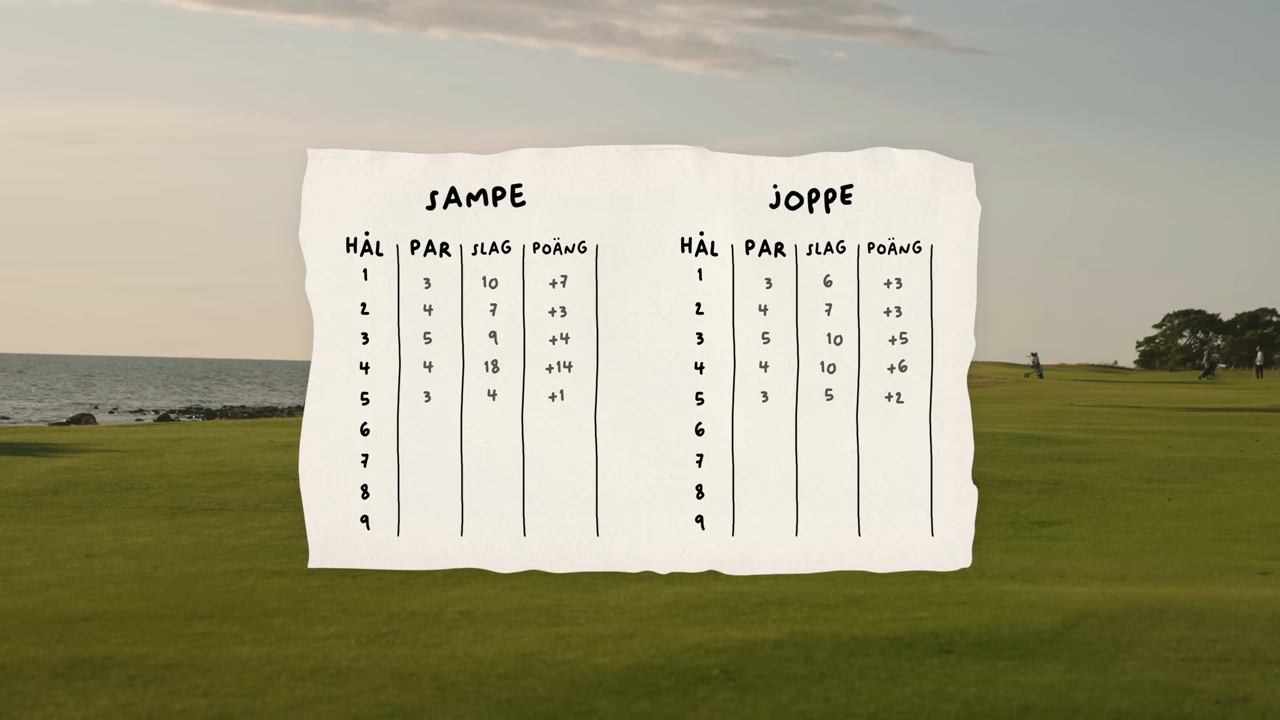 SAMPE
HÅL PAR SLAG POÄNG
1 3 10 +7
2 4 7 +3
3 5 9 +4
4 4 18 +14
5 3 4 +1
6
7
8
9
JOPPE
HÅL PAR SLAG POÄNG
1 3 6 +3
2 4 7 +3
3 5 10 +5
4 4 10 +6
5 3 5 +2
6
7
8
9